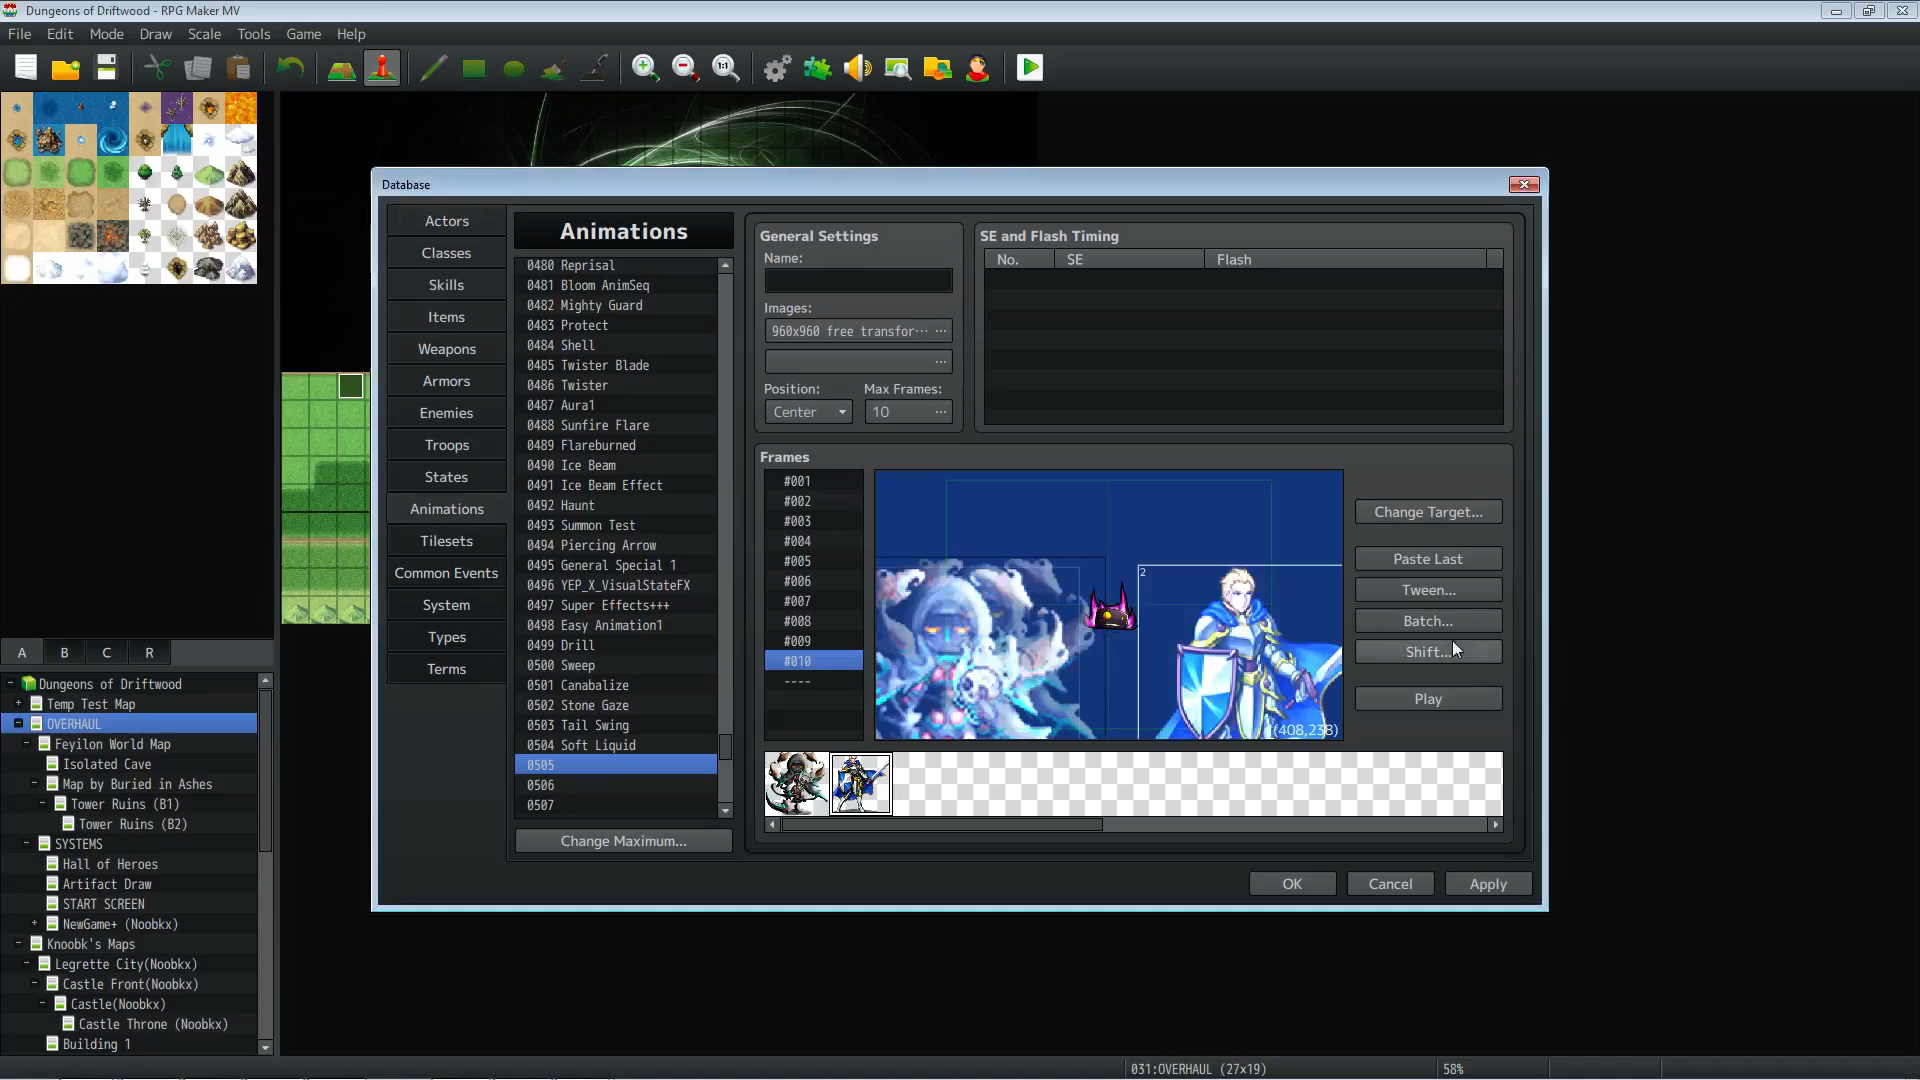 Dungeons of Driftwood - RPG Maker MV
File Edit Mode Draw Scale Tools Game Help
1:1
Database
Actors
Classes
Skills
Items
Weapons
Armors
Enemies
Troops
States
Animations
Tilesets
Common Events
System
Types
Terms
Animations
0480 Reprisal
0481 Bloom AnimSeq
0482 Mighty Guard
0483 Protect
0484 Shell
0485 Twister Blade
0486 Twister
0487 Aura1
0488 Sunfire Flare
0489 Flareburned
0490 Ice Beam
0491 Ice Beam Effect
0492 Haunt
0493 Summon Test
0494 Piercing Arrow
0495 General Special 1
0496 YEP_X_VisualStateFX
0497 Super Effects+++
0498 Easy Animation1
0499 Drill
0500 Sweep
0501 Canabalize
0502 Stone Gaze
0503 Tail Swing
0504 Soft Liquid
0505
0506
0507
Change Maximum...
General Settings
Name:
Images:
960x960 free transfor··· ...
...
Position: Max Frames:
Center 10 ...
SE and Flash Timing
No. SE Flash
Frames
#001
#002
#003
#004
#005
#006
#007
#008
#009
#010
----
2
(408,238)
Change Target...
Paste Last
Tween...
Batch...
Shift...
Play
OK Cancel Apply
A B C R
Dungeons of Driftwood
Temp Test Map
OVERHAUL
Feyilon World Map
Isolated Cave
Map by Buried in Ashes
Tower Ruins (B1)
Tower Ruins (B2)
SYSTEMS
Hall of Heroes
Artifact Draw
START SCREEN
NewGame+ (Noobkx)
Knoobk's Maps
Legrette City(Noobkx)
Castle Front(Noobkx)
Castle(Noobkx)
Castle Throne (Noobkx)
Building 1
031:OVERHAUL (27x19) 58%